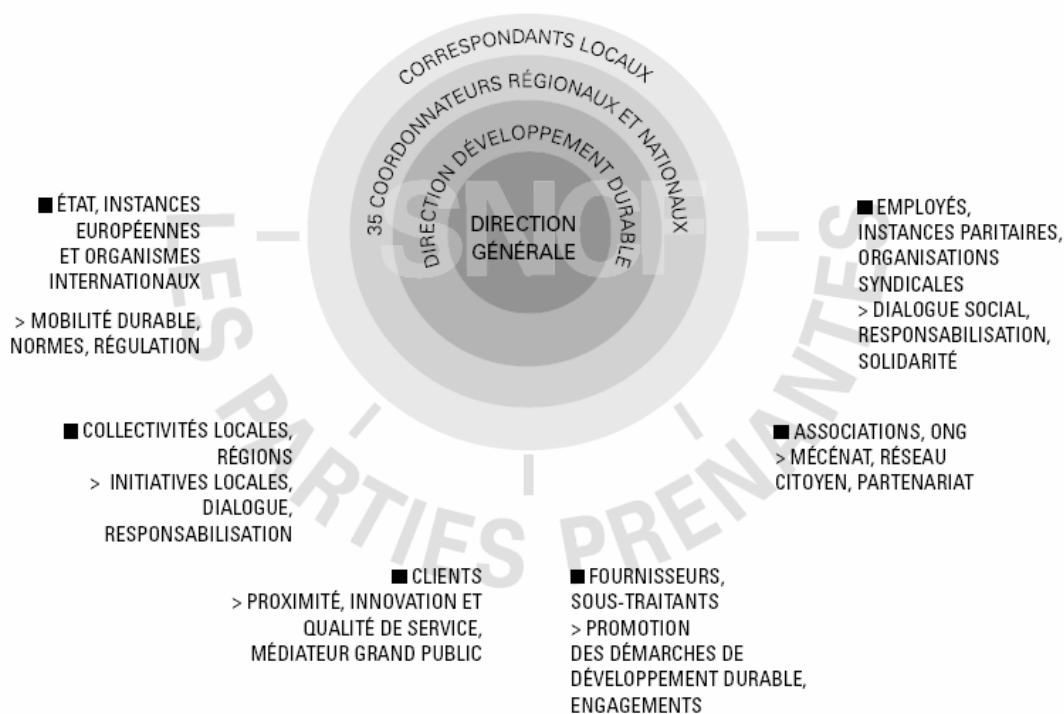 CORRESPONDANTS LOCAUX
35 COORDONNATEURS RÉGIONAUX ET NATIONAUX
DIRECTION DÉVELOPPEMENT DURABLE
SNCF
DIRECTION
GÉNÉRALE
LES PARTIES PRENANTES
■ ÉTAT, INSTANCES
EUROPÉENNES
ET ORGANISMES
INTERNATIONAUX
> MOBILITÉ DURABLE,
NORMES, RÉGULATION
■ COLLECTIVITÉS LOCALES,
RÉGIONS
> INITIATIVES LOCALES,
DIALOGUE,
RESPONSABILISATION
■ CLIENTS
> PROXIMITÉ, INNOVATION ET
QUALITÉ DE SERVICE,
MÉDIATEUR GRAND PUBLIC
■ FOURNISSEURS,
SOUS-TRAITANTS
> PROMOTION
DES DÉMARCHES DE
DÉVELOPPEMENT DURABLE,
ENGAGEMENTS
■ ASSOCIATIONS, ONG
> MÉCÉNAT, RÉSEAU
CITOYEN, PARTENARIAT
■ EMPLOYÉS,
INSTANCES PARITAIRES,
ORGANISATIONS
SYNDICALES
> DIALOGUE SOCIAL,
RESPONSABILISATION,
SOLIDARITÉ